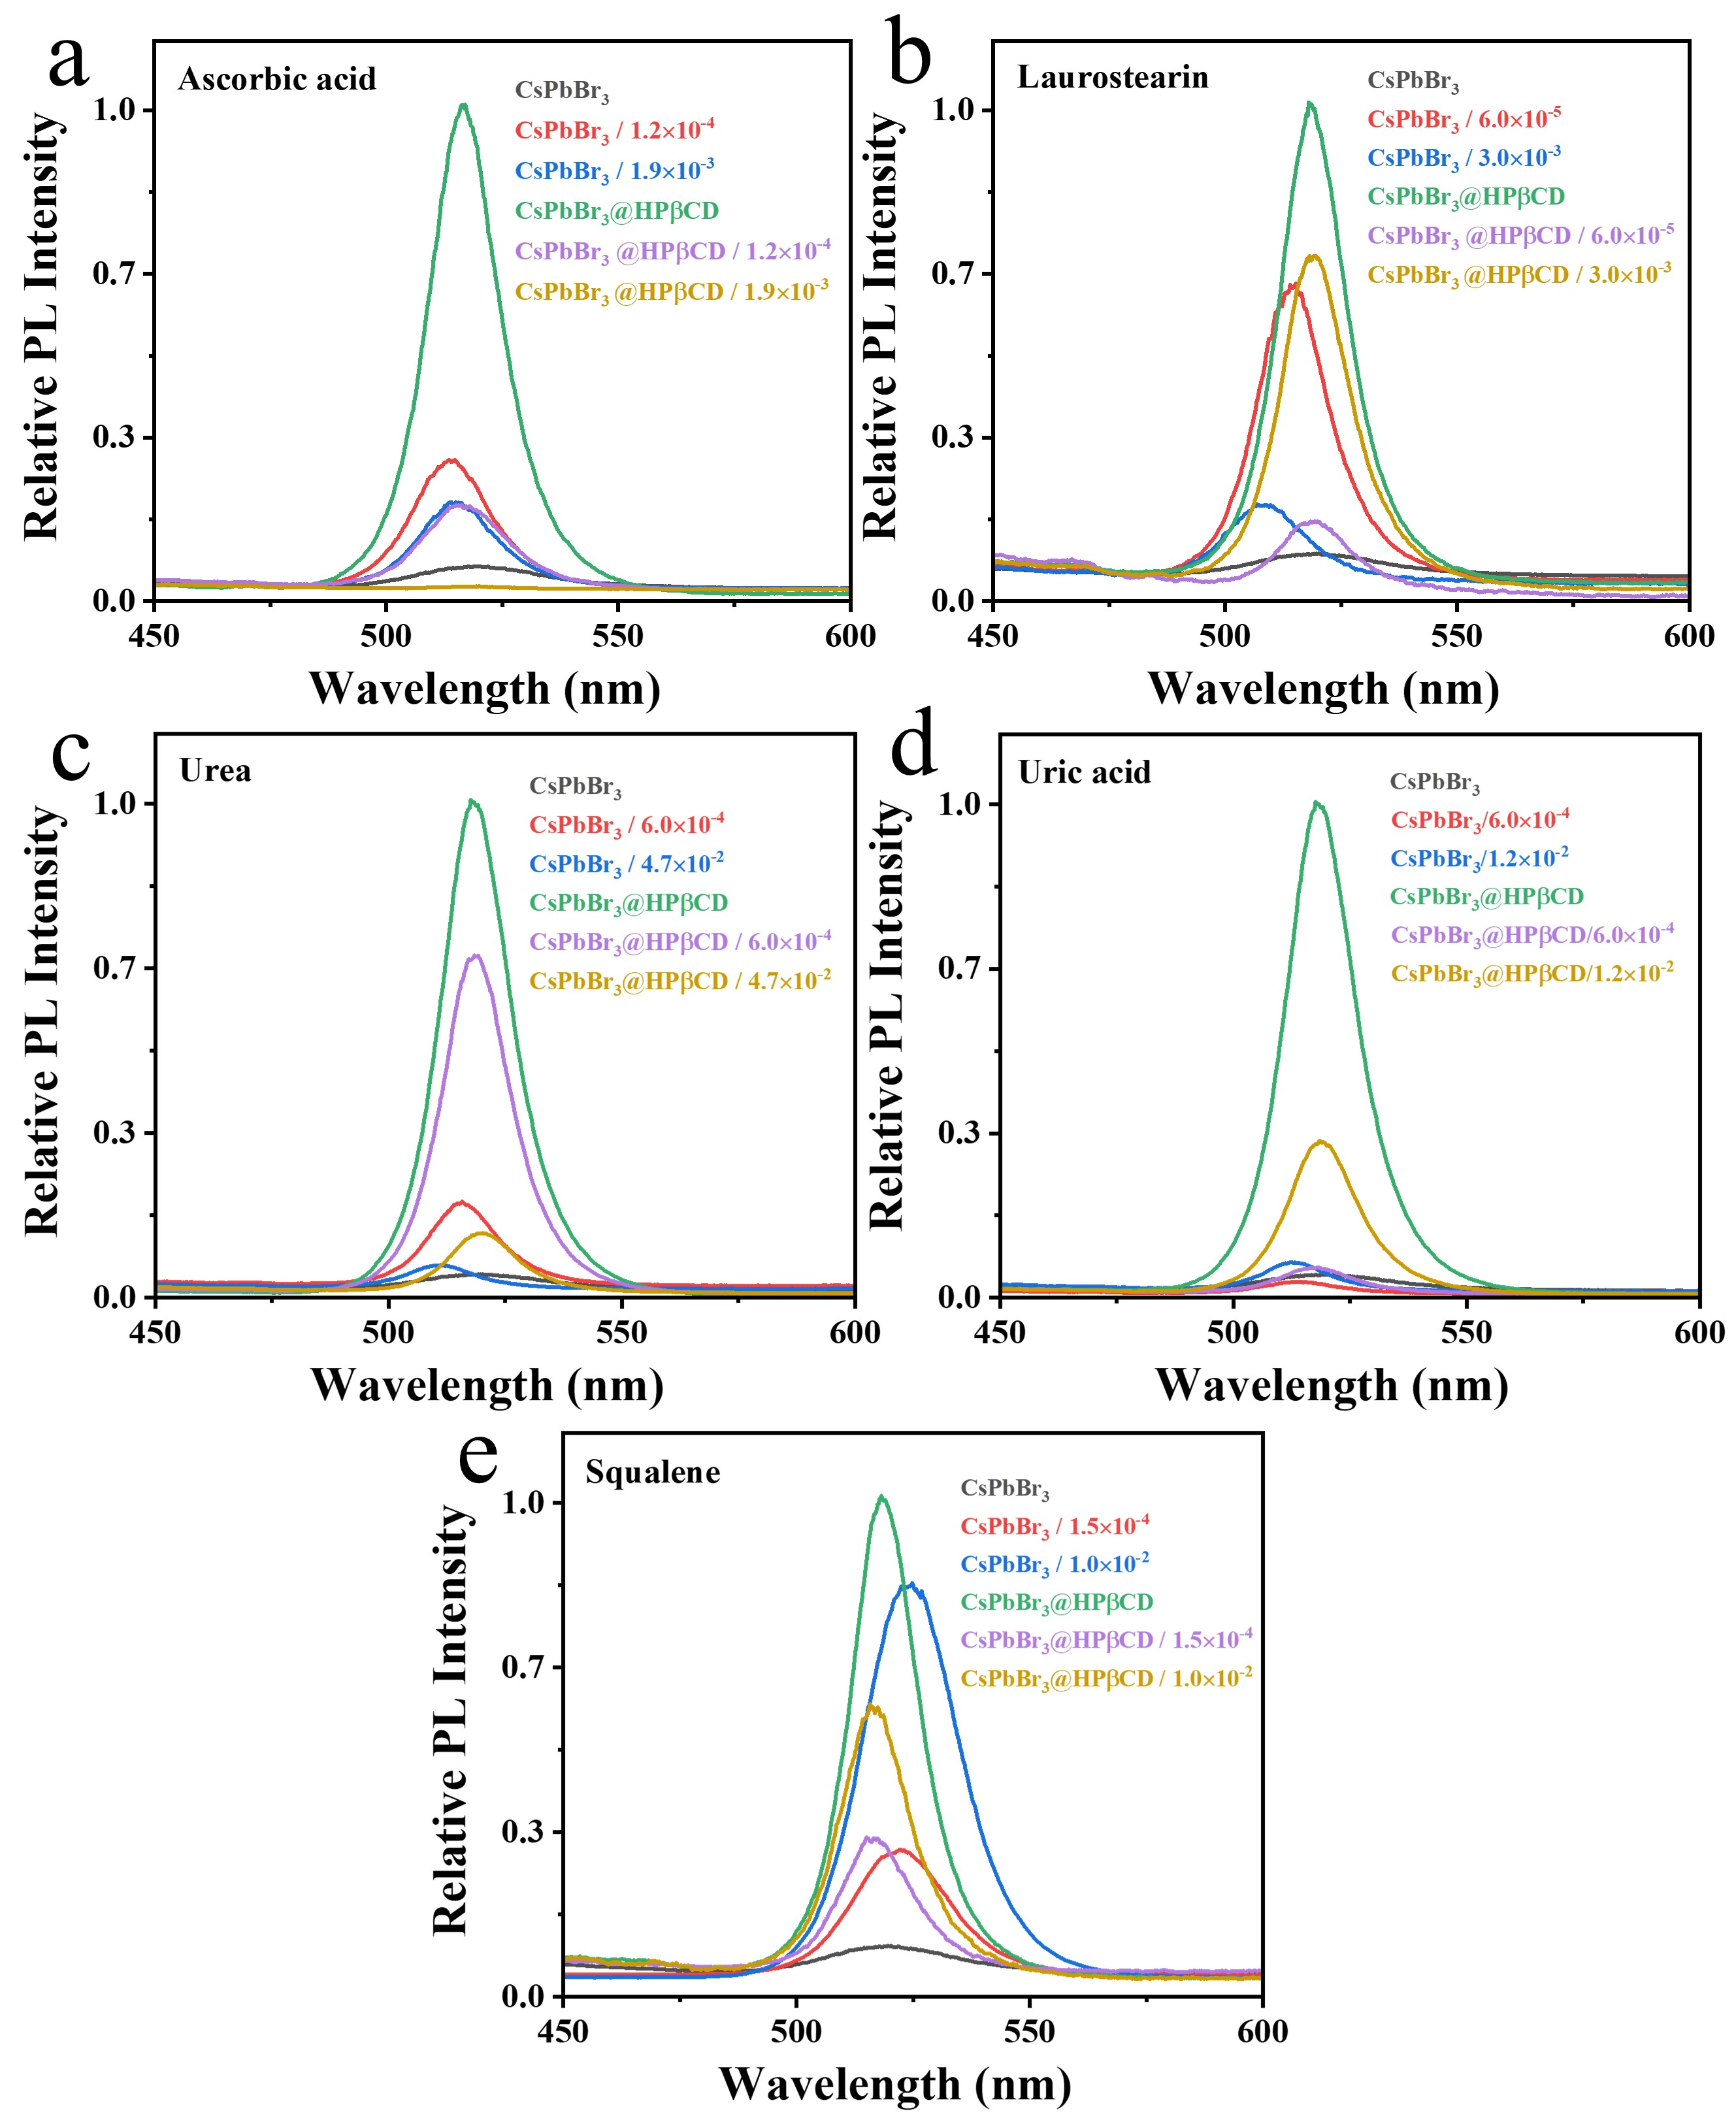 a
Ascorbic acid
CsPbBr₃
CsPbBr₃ / 1.2×10⁻⁴
CsPbBr₃ / 1.9×10⁻³
CsPbBr₃@HPβCD
CsPbBr₃ @HPβCD / 1.2×10⁻⁴
CsPbBr₃ @HPβCD / 1.9×10⁻³
Relative PL Intensity
1.0
0.7
0.3
0.0
450
500
550
600
Wavelength (nm)
b
Laurostearin
CsPbBr₃
CsPbBr₃ / 6.0×10⁻⁵
CsPbBr₃ / 3.0×10⁻³
CsPbBr₃@HPβCD
CsPbBr₃ @HPβCD / 6.0×10⁻⁵
CsPbBr₃ @HPβCD / 3.0×10⁻³
Relative PL Intensity
1.0
0.7
0.3
0.0
450
500
550
600
Wavelength (nm)
c
Urea
CsPbBr₃
CsPbBr₃ / 6.0×10⁻⁴
CsPbBr₃ / 4.7×10⁻²
CsPbBr₃@HPβCD
CsPbBr₃@HPβCD / 6.0×10⁻⁴
CsPbBr₃@HPβCD / 4.7×10⁻²
Relative PL Intensity
1.0
0.7
0.3
0.0
450
500
550
600
Wavelength (nm)
d
Uric acid
CsPbBr₃
CsPbBr₃/6.0×10⁻⁴
CsPbBr₃/1.2×10⁻²
CsPbBr₃@HPβCD
CsPbBr₃@HPβCD/6.0×10⁻⁴
CsPbBr₃@HPβCD/1.2×10⁻²
Relative PL Intensity
1.0
0.7
0.3
0.0
450
500
550
600
Wavelength (nm)
e
Squalene
CsPbBr₃
CsPbBr₃ / 1.5×10⁻⁴
CsPbBr₃ / 1.0×10⁻²
CsPbBr₃@HPβCD
CsPbBr₃@HPβCD / 1.5×10⁻⁴
CsPbBr₃@HPβCD / 1.0×10⁻²
Relative PL Intensity
1.0
0.7
0.3
0.0
450
500
550
600
Wavelength (nm)